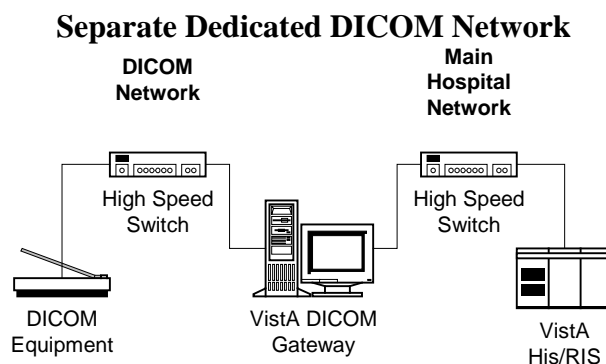 Separate Dedicated DICOM Network
DICOM
Network
Main
Hospital
Network
High Speed
Switch
High Speed
Switch
DICOM
Equipment
VistA DICOM
Gateway
VistA
His/RIS